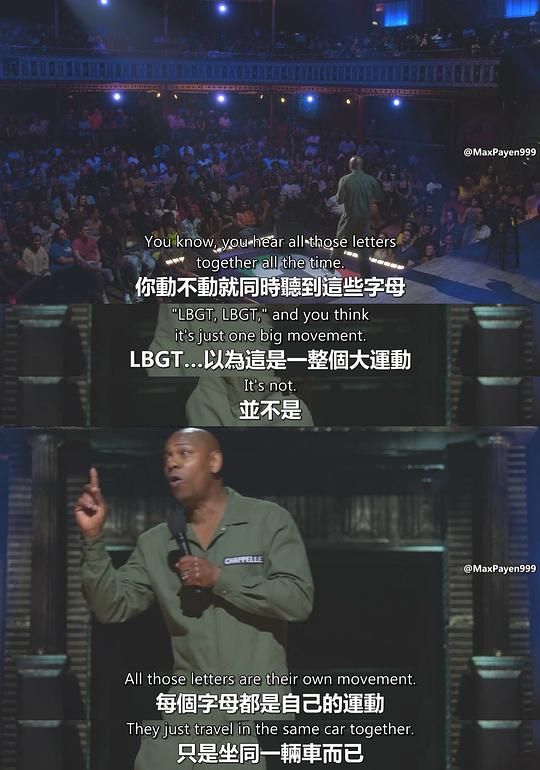 @MaxPayen999
You know, you hear all those letters
together all the time.
你動不動就同時聽到這些字母
"LBGT, LBGT," and you think
it's just one big movement.
LBGT...以為這是一整個大運動
It's not.
並不是
CHAPPELLE
@MaxPayen999
All those letters are their own movement.
每個字母都是自己的運動
They just travel in the same car together.
只是坐同一輛車而已